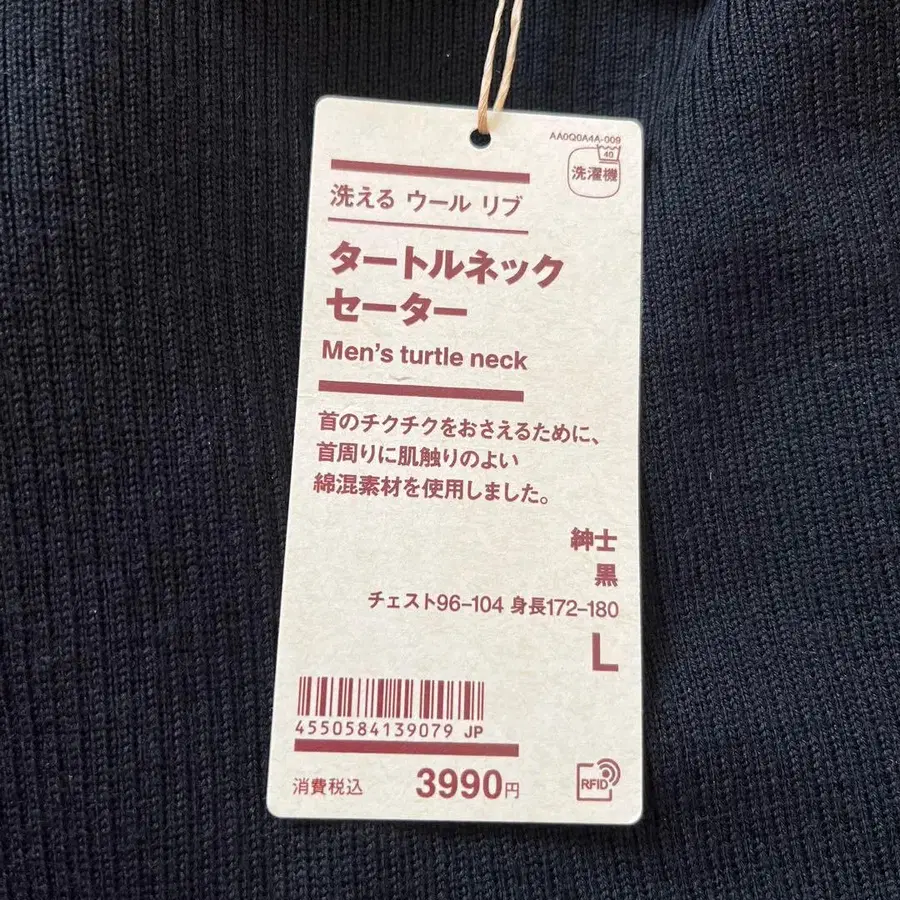 AA0Q0A4A-009
40
洗濯機
洗える ウール リブ
タートルネック
セーター
Men's turtle neck
首のチクチクをおさえるために、
首周りに肌触りのよい
綿混素材を使用しました。
紳士
黒
チェスト96-104 身長172-180
L
4550584139079 JP
消費税込 3990円
RFID